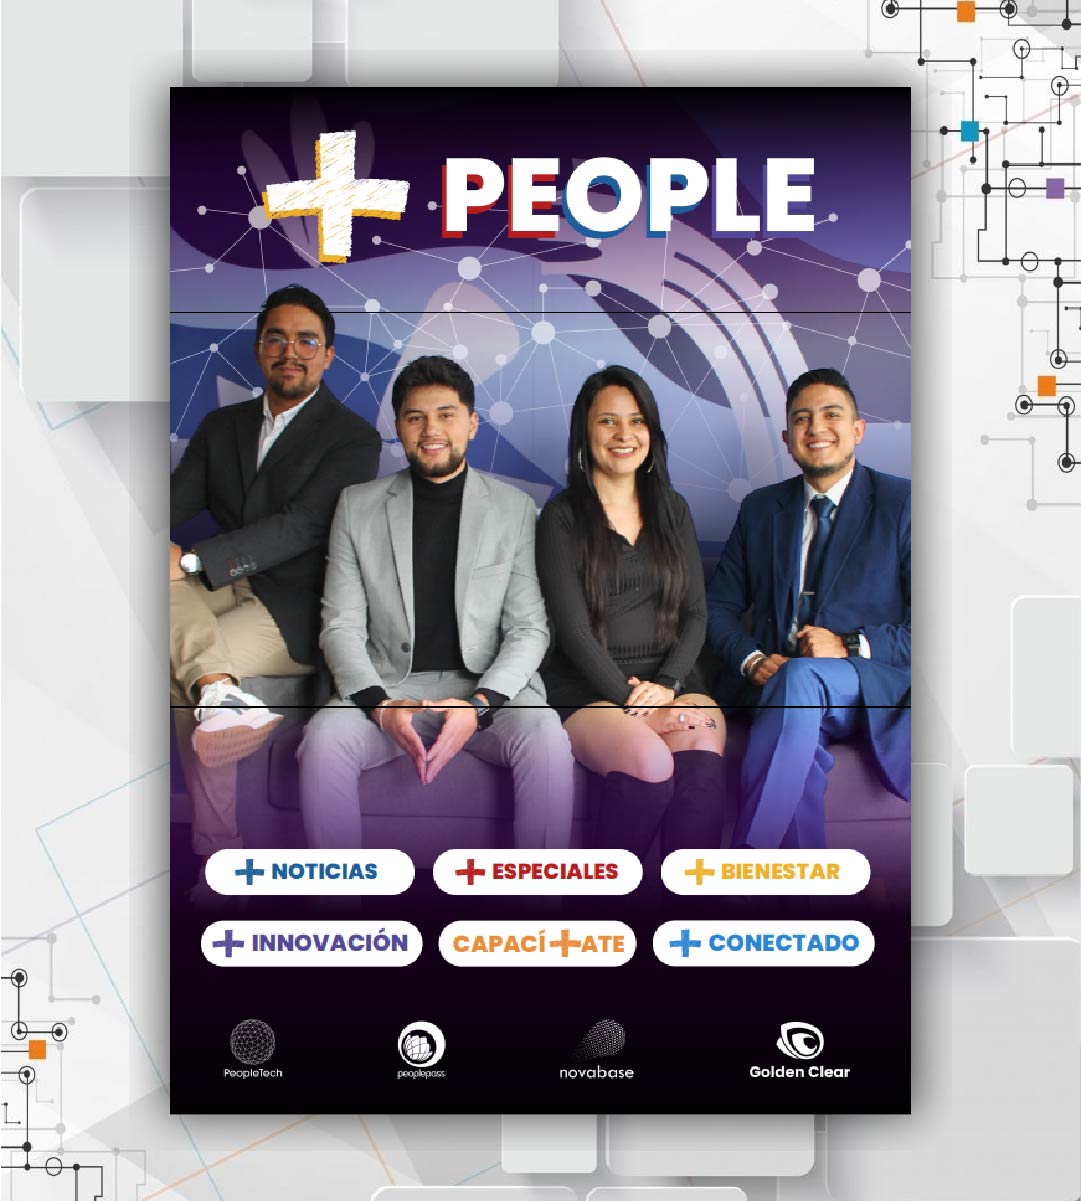 + PEOPLE
+ NOTICIAS
+ ESPECIALES
+ BIENESTAR
+ INNOVACIÓN
CAPACÍ+ATE
+ CONECTADO
PeopleTech
peoplepass
novabase
Golden Clear